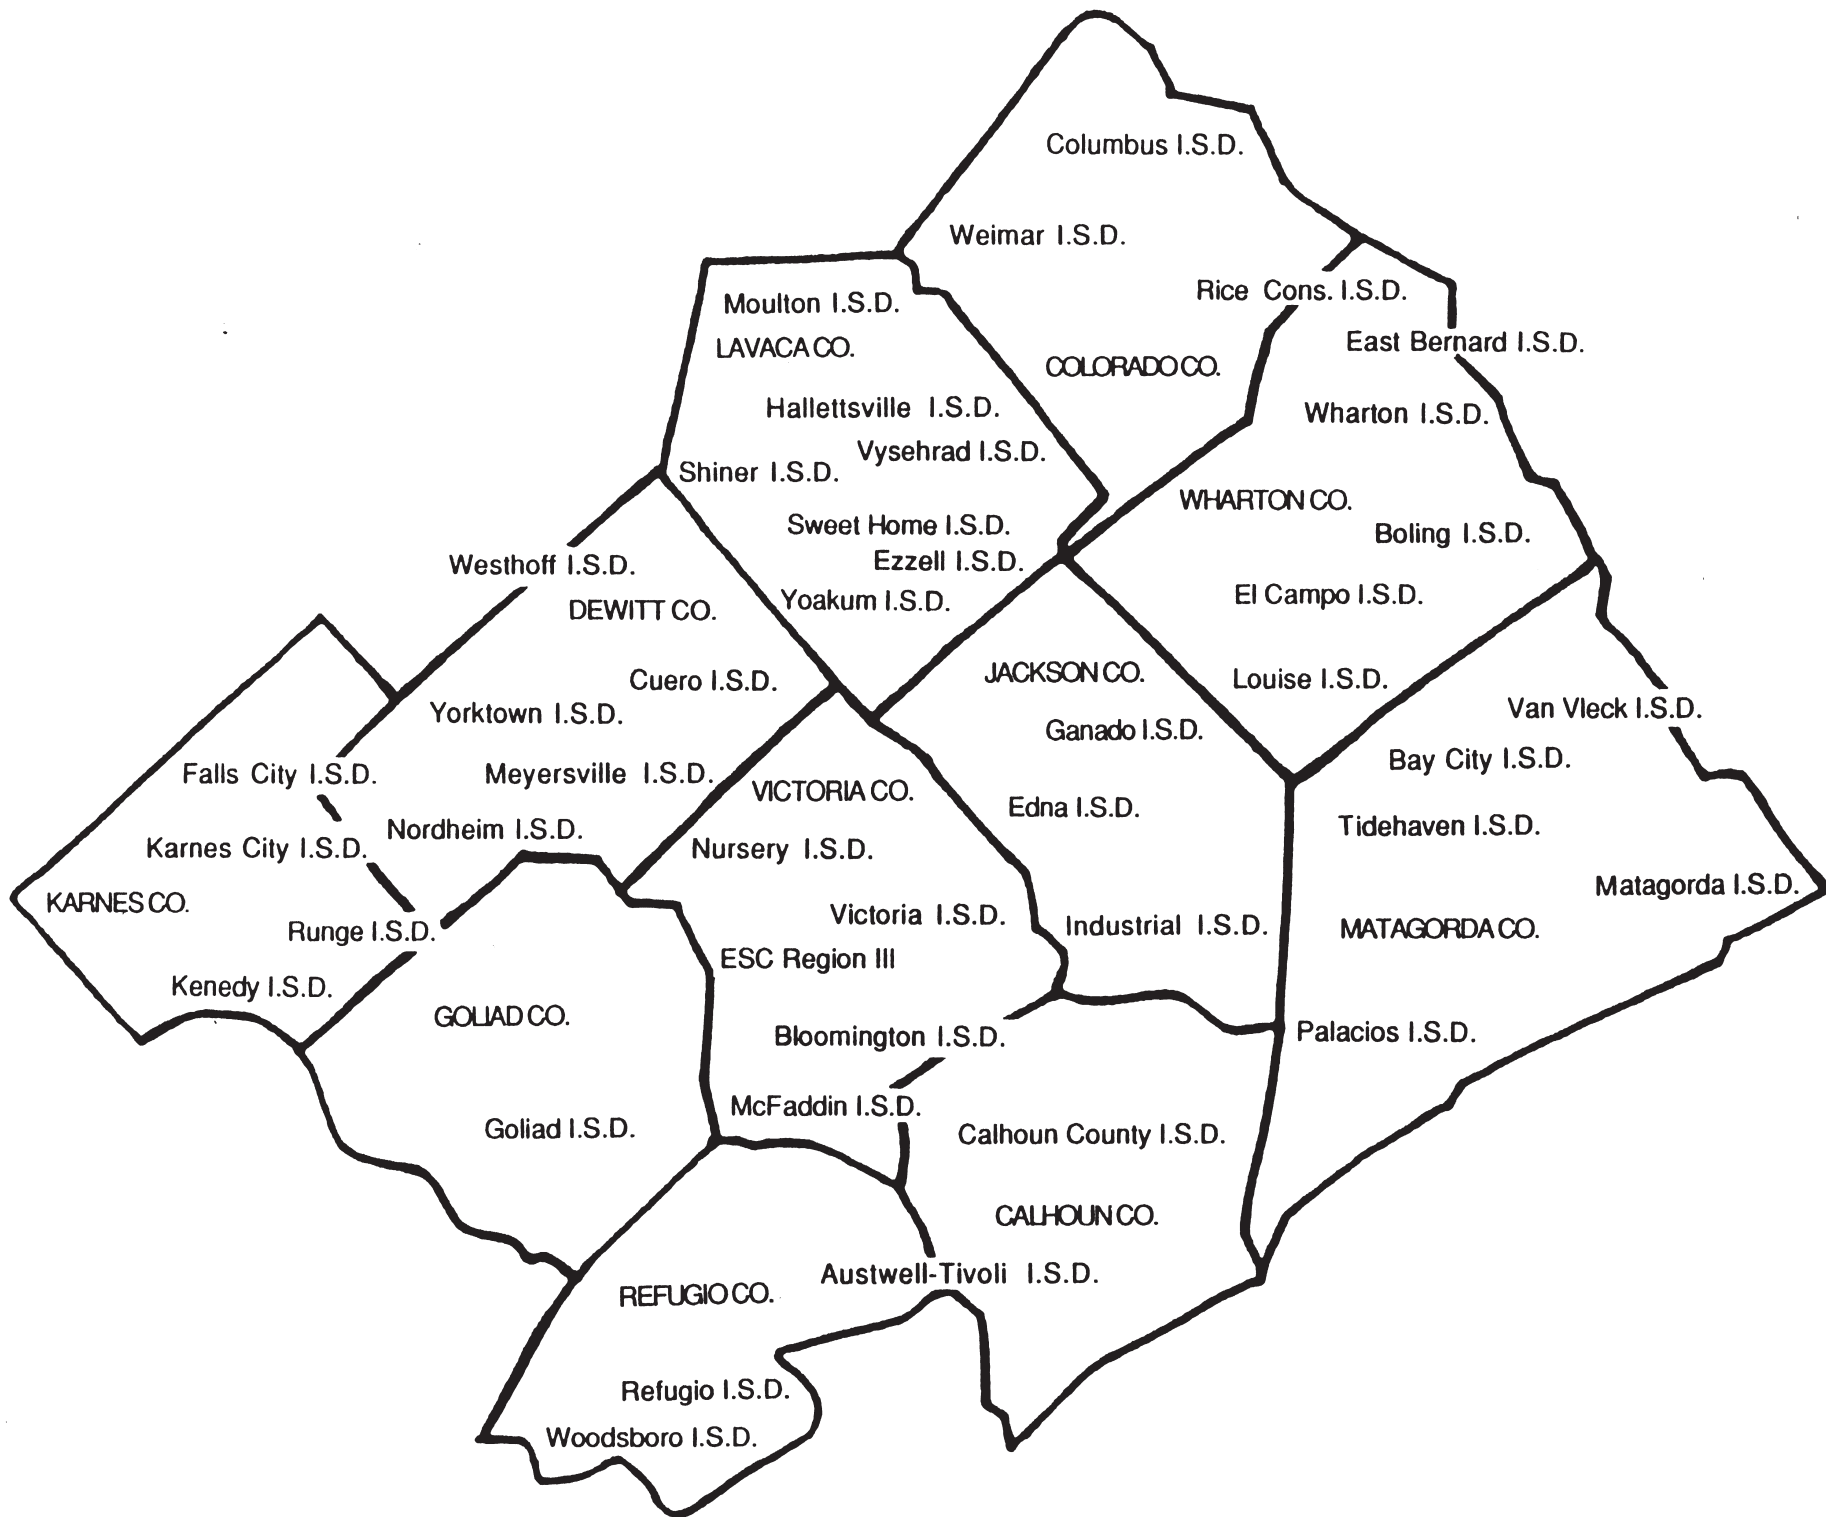 Columbus I.S.D.
Weimar I.S.D.
Rice Cons. I.S.D.
Moulton I.S.D.
East Bernard I.S.D.
LAVACA CO.
COLORADO CO.
Hallettsville I.S.D.
Wharton I.S.D.
Vysehrad I.S.D.
Shiner I.S.D.
WHARTON CO.
Sweet Home I.S.D.
Boling I.S.D.
Ezzell I.S.D.
Westhoff I.S.D.
El Campo I.S.D.
Yoakum I.S.D.
DEWITT CO.
JACKSON CO.
Cuero I.S.D.
Louise I.S.D.
Van Vleck I.S.D.
Yorktown I.S.D.
Ganado I.S.D.
Bay City I.S.D.
Falls City I.S.D.
Meyersville I.S.D.
VICTORIA CO.
Edna I.S.D.
Tidehaven I.S.D.
Nordheim I.S.D.
Karnes City I.S.D.
Nursery I.S.D.
Matagorda I.S.D.
KARNES CO.
Victoria I.S.D.
Industrial I.S.D.
MATAGORDA CO.
Runge I.S.D.
ESC Region III
Kenedy I.S.D.
GOLIAD CO.
Bloomington I.S.D.
Palacios I.S.D.
McFaddin I.S.D.
Goliad I.S.D.
Calhoun County I.S.D.
CALHOUN CO.
Austwell-Tivoli I.S.D.
REFUGIO CO.
Refugio I.S.D.
Woodsboro I.S.D.